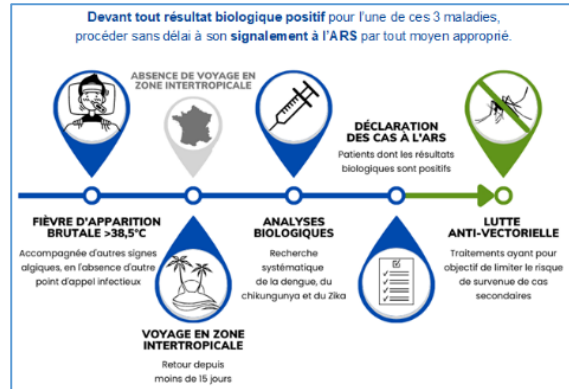 Devant tout résultat biologique positif pour l'une de ces 3 maladies,
procéder sans délai à son signalement à l'ARS par tout moyen approprié.
ABSENCE DE VOYAGE EN
ZONE INTERTROPICALE
DÉCLARATION
DES CAS À L'ARS
Patients dont les résultats
biologiques sont positifs
FIÈVRE D'APPARITION
BRUTALE >38,5°C
Accompagnée d'autres signes
algiques, en l'absence d'autre
point d'appel infectieux
VOYAGE EN ZONE
INTERTROPICALE
Retour depuis
moins de 15 jours
ANALYSES
BIOLOGIQUES
Recherche
systématique
de la dengue, du
chikungunya et du Zika
LUTTE
ANTI-VECTORIELLE
Traitements ayant pour
objectif de limiter le risque
de survenue de cas
secondaires